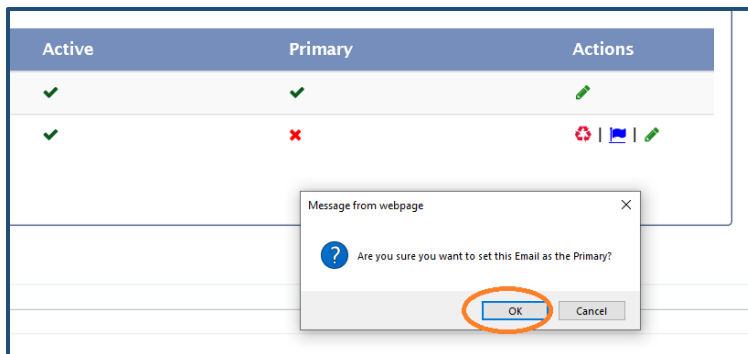 Active Primary Actions
| |
Message from webpage
Are you sure you want to set this Email as the Primary?
OK Cancel